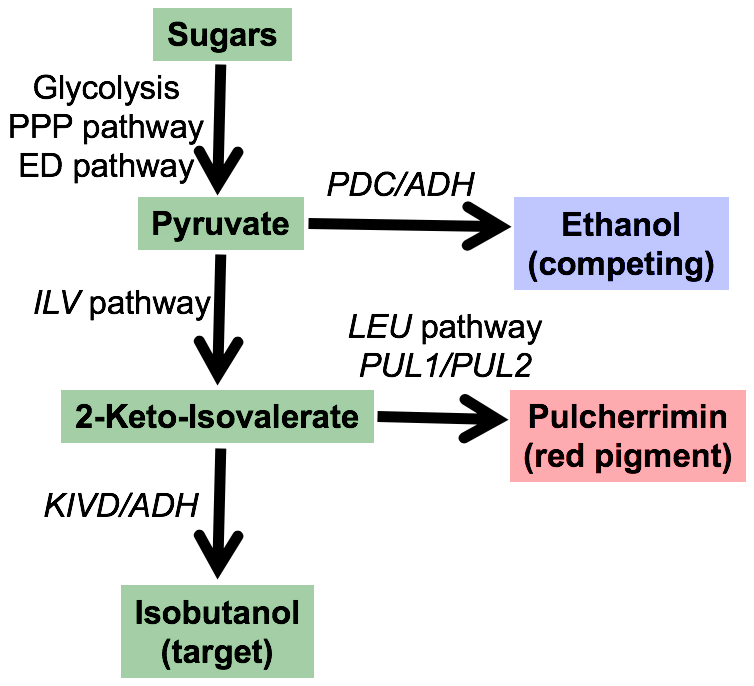 Sugars
Glycolysis
PPP pathway
ED pathway
PDC/ADH
Pyruvate
Ethanol
(competing)
ILV pathway
LEU pathway
PUL1/PUL2
2-Keto-Isovalerate
Pulcherrimin
(red pigment)
KIVD/ADH
Isobutanol
(target)